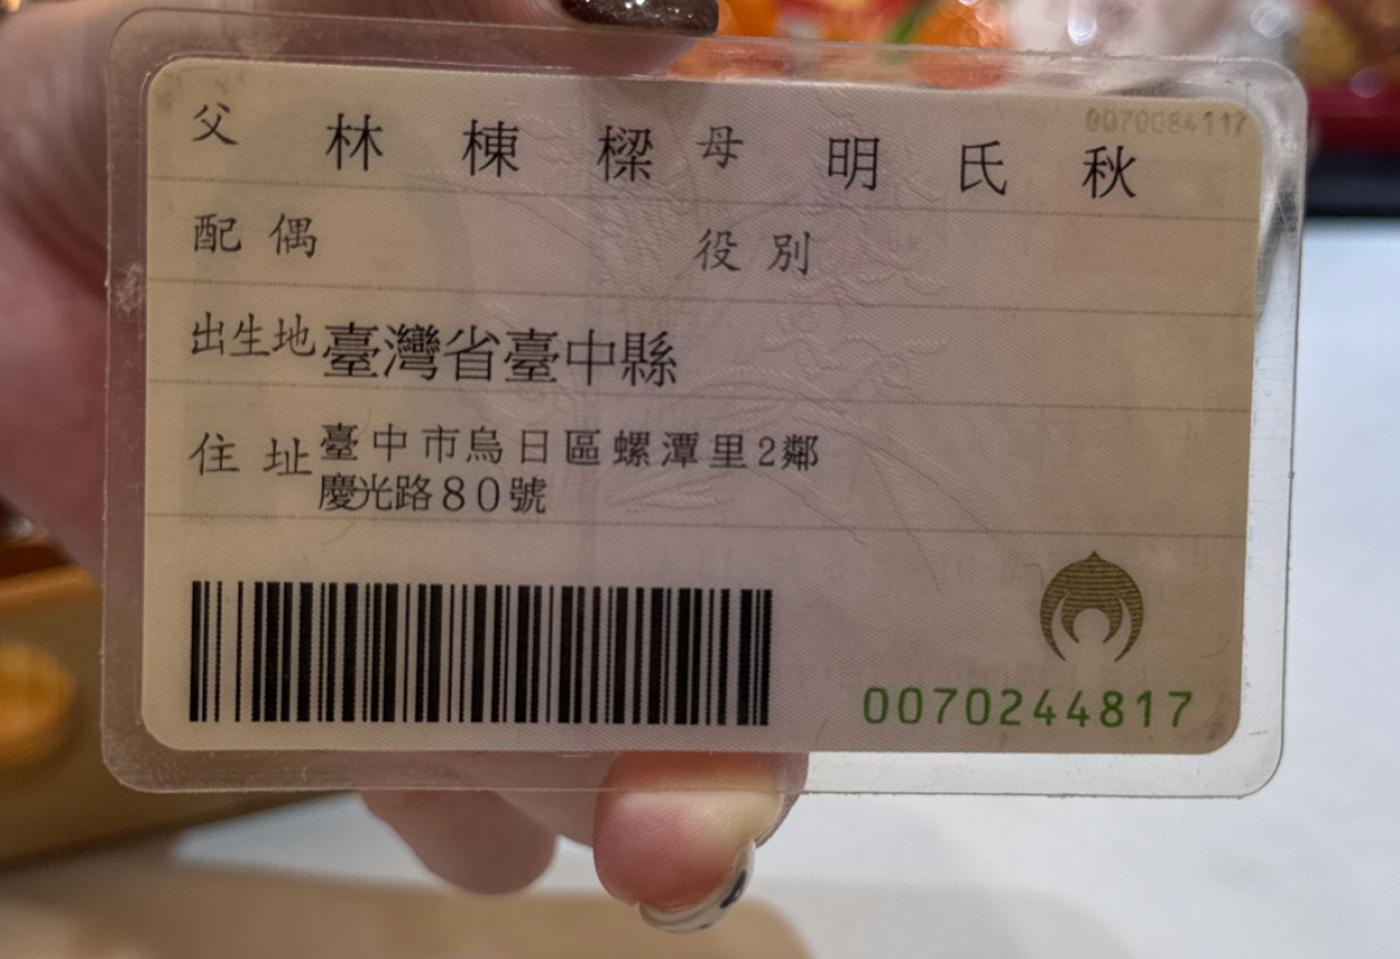 0070084117
父 林 棟 樑 母 明 氏 秋
配 偶 役 別
出生地 臺灣省臺中縣
住 址 臺中市烏日區螺潭里2鄰
慶光路80號
0070244817